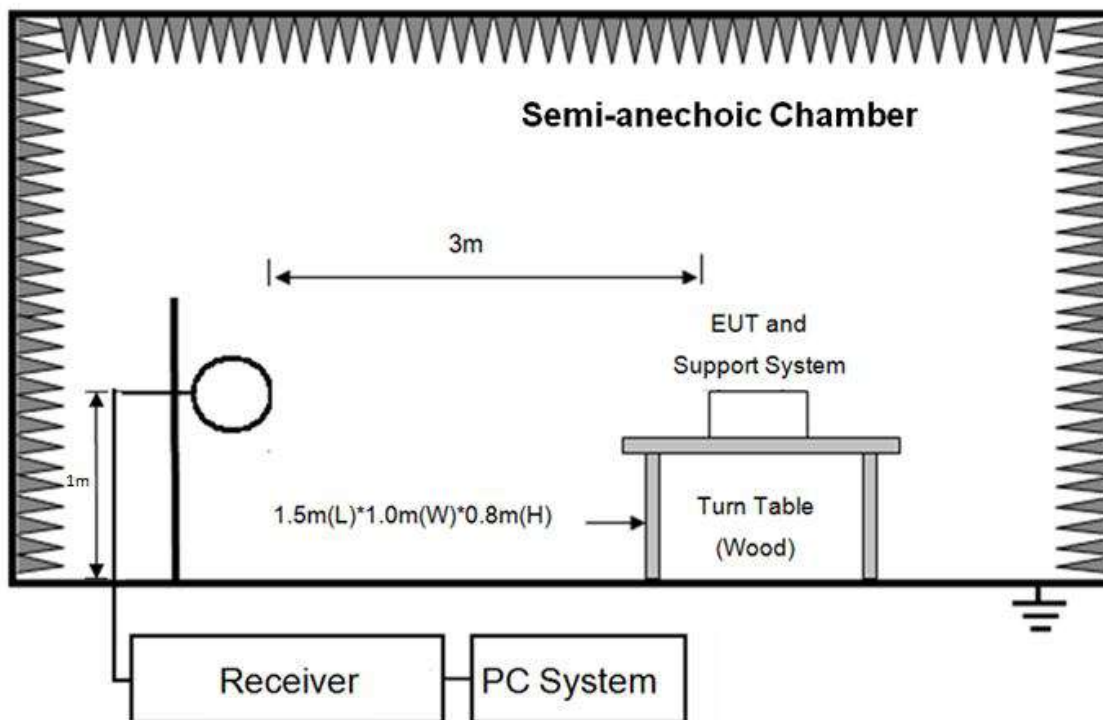 Semi-anechoic Chamber
3m
EUT and
Support System
1m
1.5m(L)*1.0m(W)*0.8m(H)
Turn Table
(Wood)
Receiver
PC System